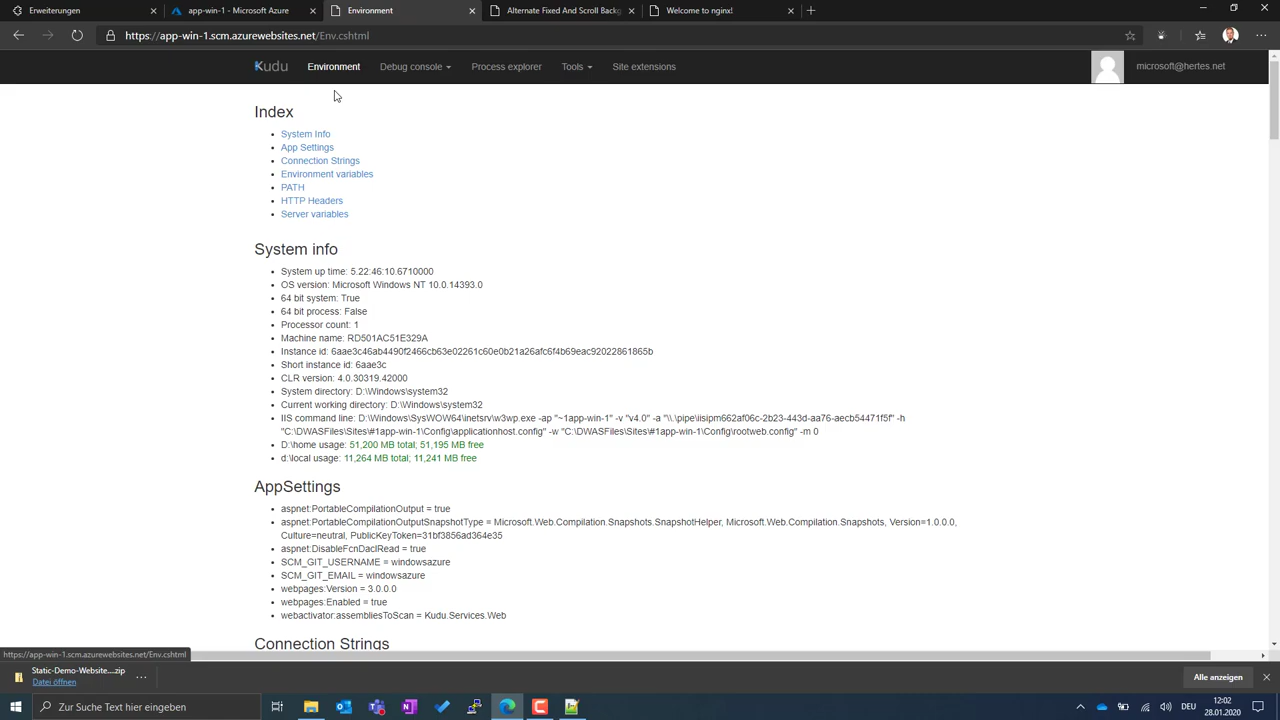 Erweiterungen
app-win-1 - Microsoft Azure
Environment
Alternate Fixed And Scroll Backg
Welcome to nginx!
https://app-win-1.scm.azurewebsites.net/Env.cshtml
Kudu
Environment
Debug console
Process explorer
Tools
Site extensions
microsoft@hertes.net
Index
System Info
App Settings
Connection Strings
Environment variables
PATH
HTTP Headers
Server variables
System info
System up time: 5.22:46:10.6710000
OS version: Microsoft Windows NT 10.0.14393.0
64 bit system: True
64 bit process: False
Processor count: 1
Machine name: RD501AC51E329A
Instance id: 6aae3c46ab4490f2466cb63e02261c60e0b21a26afc6f4b69eac92022861865b
Short instance id: 6aae3c
CLR version: 4.0.30319.42000
System directory: D:\Windows\system32
Current working directory: D:\Windows\system32
IIS command line: D:\Windows\SysWOW64\inetsrv\w3wp.exe -ap "~1app-win-1" -v "v4.0" -a "\\.\pipe\iisipm662af06c-2b23-443d-aa76-aecb54471f5f" -h
"C:\DWASFiles\Sites\#1app-win-1\Config\applicationhost.config" -w "C:\DWASFiles\Sites\#1app-win-1\Config\rootweb.config" -m 0
D:\home usage: 51,200 MB total; 51,195 MB free
d:\local usage: 11,264 MB total; 11,241 MB free
AppSettings
aspnet:PortableCompilationOutput = true
aspnet:PortableCompilationOutputSnapshotType = Microsoft.Web.Compilation.Snapshots.SnapshotHelper, Microsoft.Web.Compilation.Snapshots, Version=1.0.0.0,
Culture=neutral, PublicKeyToken=31bf3856ad364e35
aspnet:DisableFcnDaclRead = true
SCM_GIT_USERNAME = windowsazure
SCM_GIT_EMAIL = windowsazure
webpages:Version = 3.0.0.0
webpages:Enabled = true
webactivator:assembliesToScan = Kudu.Services.Web
Connection Strings
https://app-win-1.scm.azurewebsites.net/Env.cshtml
Static-Demo-Website....zip
Datei öffnen
Alle anzeigen
Zur Suche Text hier eingeben
DEU
12:02
28.01.2020